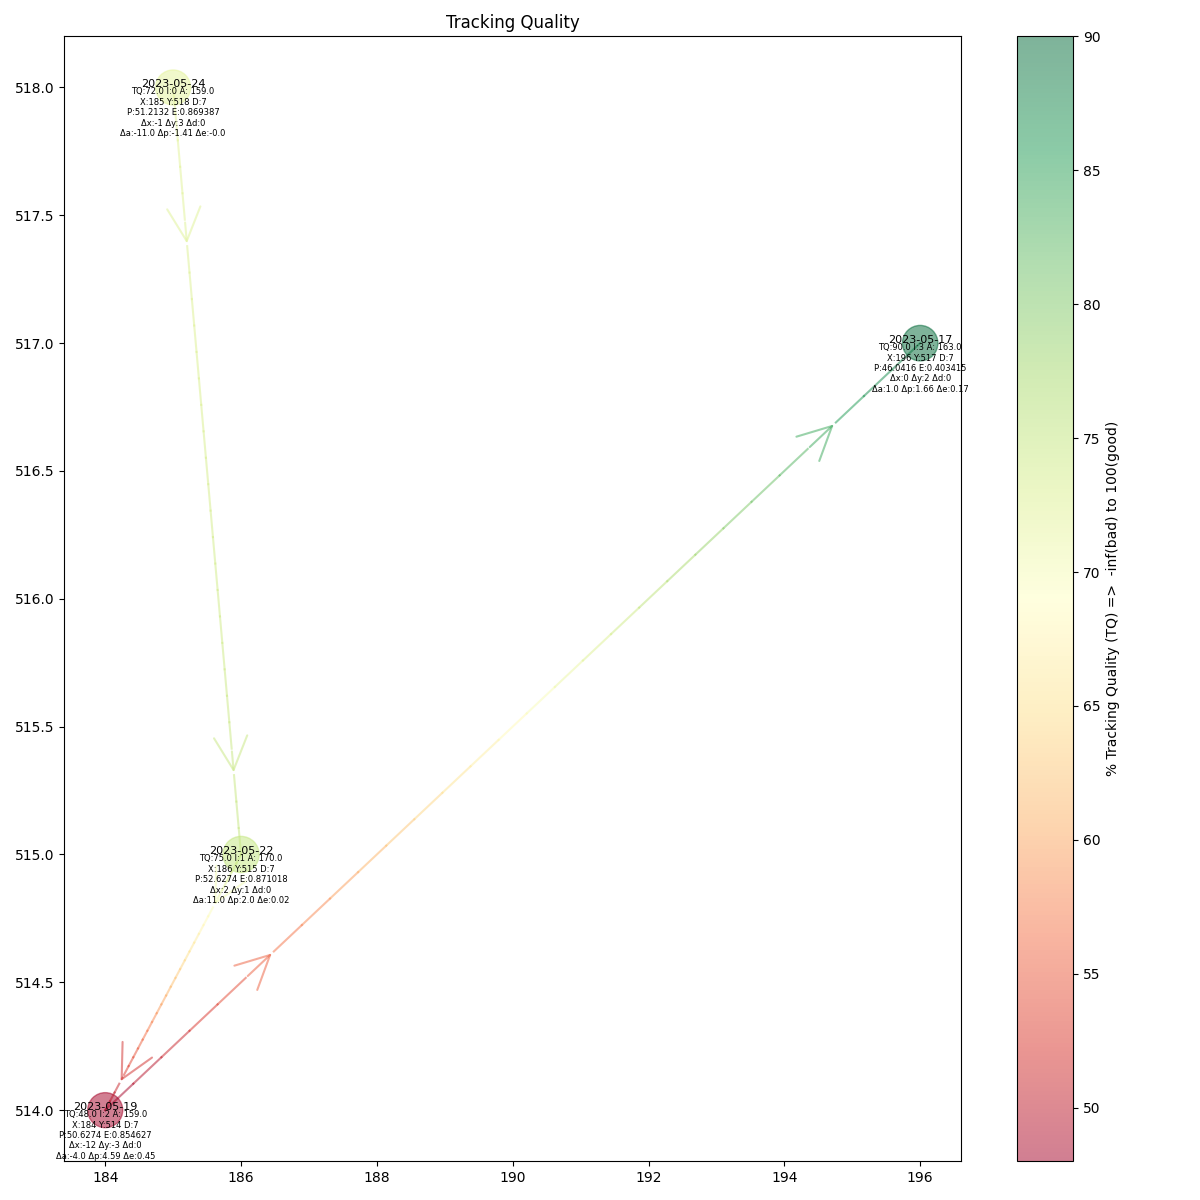 Tracking Quality
518.0
517.5
517.0
516.5
516.0
515.5
515.0
514.5
514.0
184
186
188
190
192
194
196
2023-05-24
TQ:72.0 I:0 A: 159.0
X:185 Y:518 D:7
P:51.2132 E:0.869387
Δx:-1 Δy:3 Δd:0
Δa:-11.0 Δp:-1.41 Δe:-0.0
2023-05-17
TQ:90.0 I:3 A: 163.0
X:196 Y:517 D:7
P:46.0416 E:0.403415
Δx:0 Δy:2 Δd:0
Δa:1.0 Δp:1.66 Δe:0.17
2023-05-22
TQ:75.0 I:1 A: 170.0
X:186 Y:515 D:7
P:52.6274 E:0.871018
Δx:2 Δy:1 Δd:0
Δa:11.0 Δp:2.0 Δe:0.02
2023-05-19
TQ:48.0 I:2 A: 159.0
X:184 Y:514 D:7
P:50.6274 E:0.854627
Δx:-12 Δy:-3 Δd:0
Δa:-4.0 Δp:4.59 Δe:0.45
90
85
80
75
70
65
60
55
50
% Tracking Quality (TQ) => -inf(bad) to 100(good)